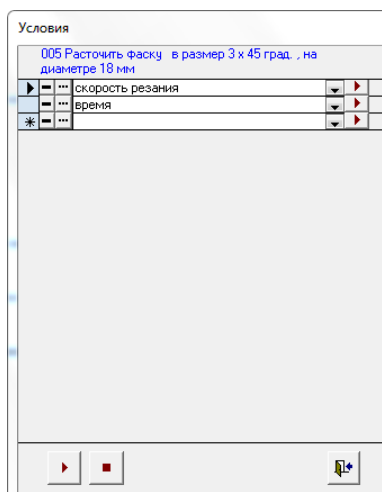 Условия
005 Расточить фаску в размер 3 x 45 град. , на
диаметре 18 мм
скорость резания
время